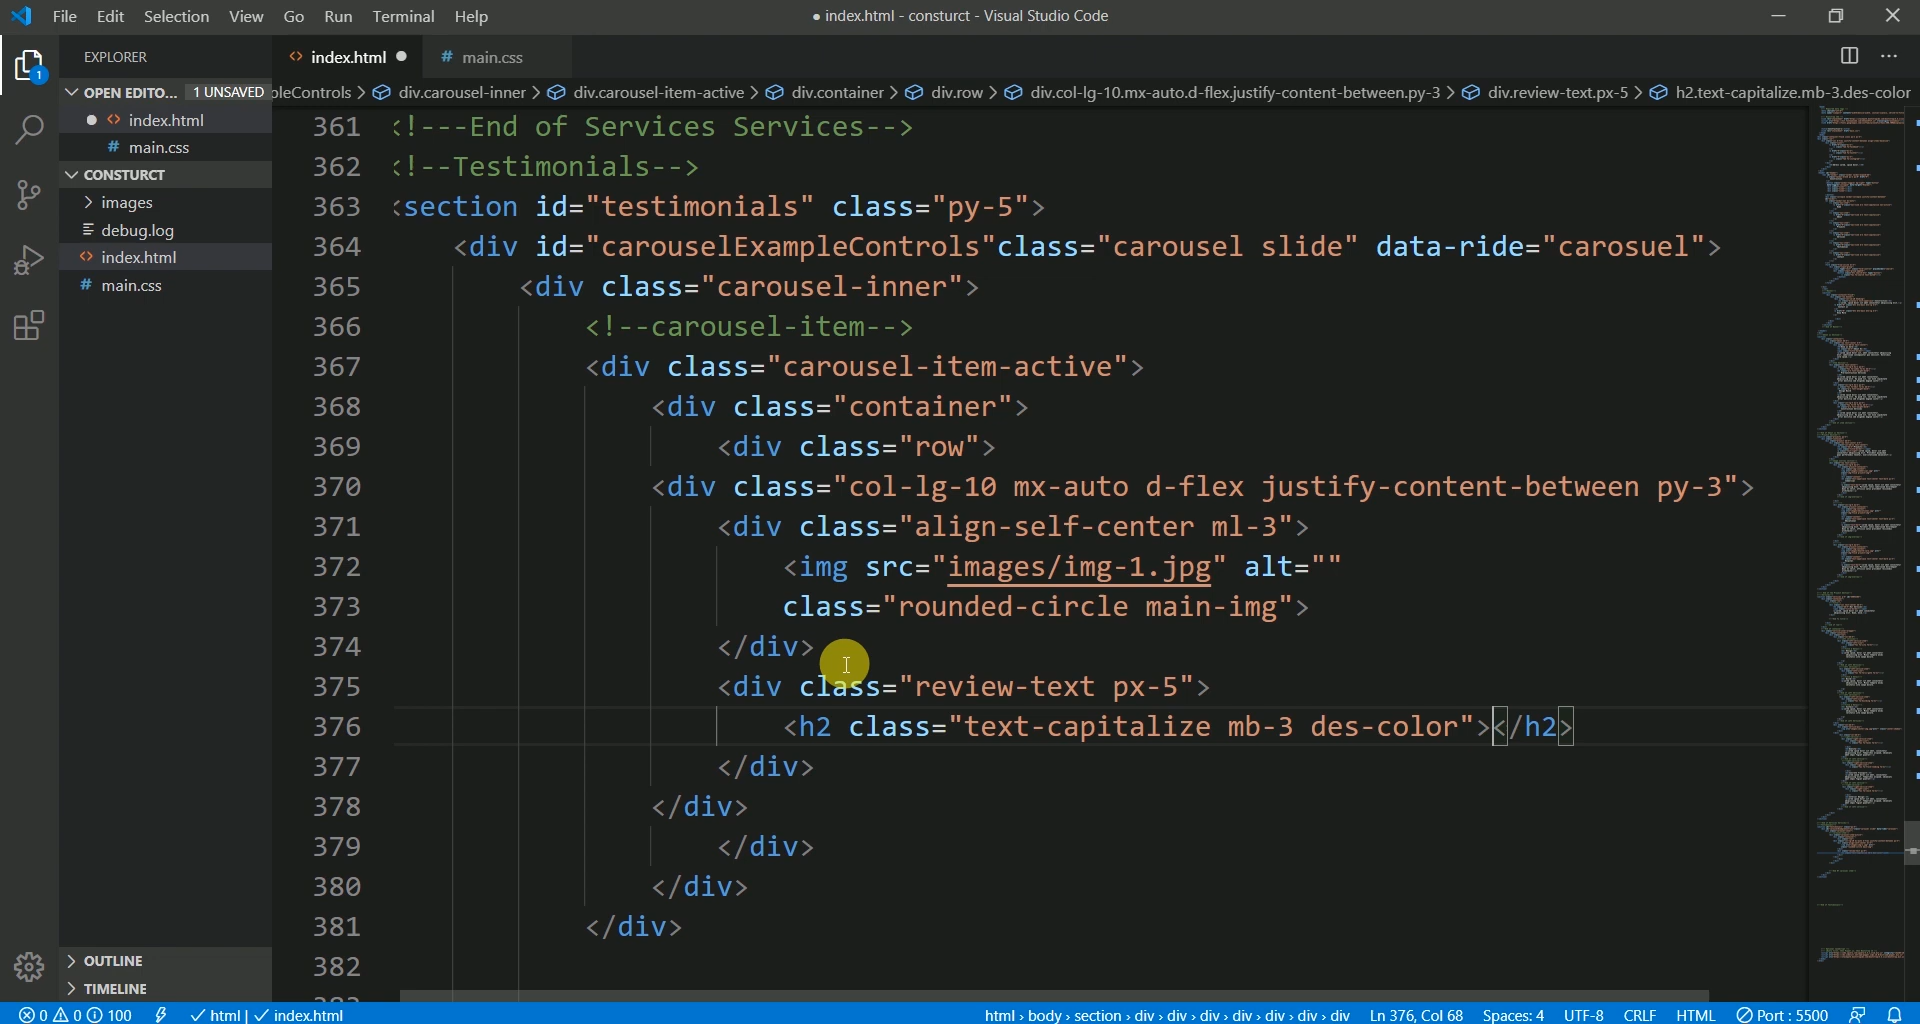 File Edit Selection View Go Run Terminal Help
● index.html - consturct - Visual Studio Code
EXPLORER
index.html ●
# main.css
OPEN EDITO... 1 UNSAVED
pleControls > div.carousel-inner > div.carousel-item-active > div.container > div.row > div.col-lg-10.mx-auto.d-flex.justify-content-between.py-3 > div.review-text.px-5 > h2.text-capitalize.mb-3.des-color
1
● <> index.html
# main.css
CONSTURCT
> images
debug.log
<> index.html
# main.css
361 <!---End of Services Services-->
362 <!--Testimonials-->
363 <section id="testimonials" class="py-5">
364 <div id="carouselExampleControls"class="carousel slide" data-ride="carosuel">
365 <div class="carousel-inner">
366 <!--carousel-item-->
367 <div class="carousel-item-active">
368 <div class="container">
369 <div class="row">
370 <div class="col-lg-10 mx-auto d-flex justify-content-between py-3">
371 <div class="align-self-center ml-3">
372 <img src="images/img-1.jpg" alt=""
373 class="rounded-circle main-img">
374 </div>
375 <div class="review-text px-5">
376 <h2 class="text-capitalize mb-3 des-color"></h2>
377 </div>
378 </div>
379 </div>
380 </div>
381 </div>
382
> OUTLINE
> TIMELINE
0 0 100 ✓ html | ✓ index.html
html › body › section › div › div › div › div › div › div › div Ln 376, Col 68 Spaces: 4 UTF-8 CRLF HTML Port : 5500